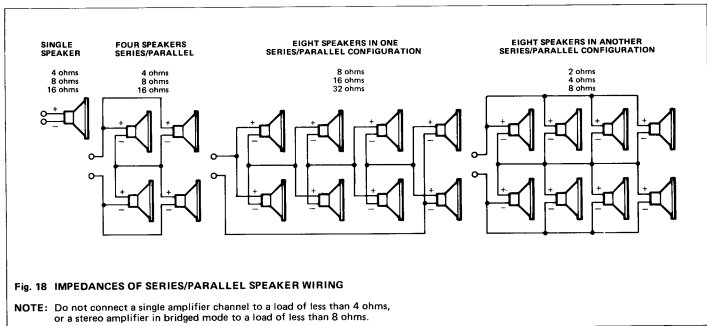 SINGLE
SPEAKER
4 ohms
8 ohms
16 ohms
+
−
FOUR SPEAKERS
SERIES/PARALLEL
4 ohms
8 ohms
16 ohms
+ +
− −
+ +
− −
EIGHT SPEAKERS IN ONE
SERIES/PARALLEL CONFIGURATION
8 ohms
16 ohms
32 ohms
+ + + +
− − − −
+ + + +
− − − −
EIGHT SPEAKERS IN ANOTHER
SERIES/PARALLEL CONFIGURATION
2 ohms
4 ohms
8 ohms
+ + + +
− − − −
+ + + +
− − − −
Fig. 18 IMPEDANCES OF SERIES/PARALLEL SPEAKER WIRING
NOTE: Do not connect a single amplifier channel to a load of less than 4 ohms,
or a stereo amplifier in bridged mode to a load of less than 8 ohms.